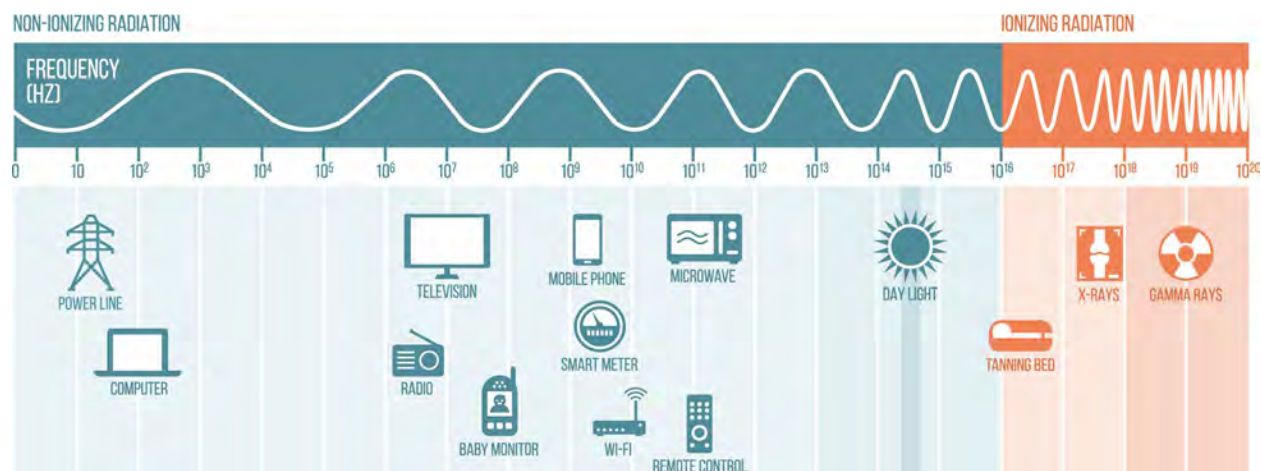 NON-IONIZING RADIATION
IONIZING RADIATION
FREQUENCY
(HZ)
0 10 10² 10³ 10⁴ 10⁵ 10⁶ 10⁷ 10⁸ 10⁹ 10¹⁰ 10¹¹ 10¹² 10¹³ 10¹⁴ 10¹⁵ 10¹⁶ 10¹⁷ 10¹⁸ 10¹⁹ 10²⁰
POWER LINE
COMPUTER
TELEVISION
RADIO
BABY MONITOR
MOBILE PHONE
SMART METER
WI-FI
MICROWAVE
REMOTE CONTROL
DAY LIGHT
TANNING BED
X-RAYS
GAMMA RAYS